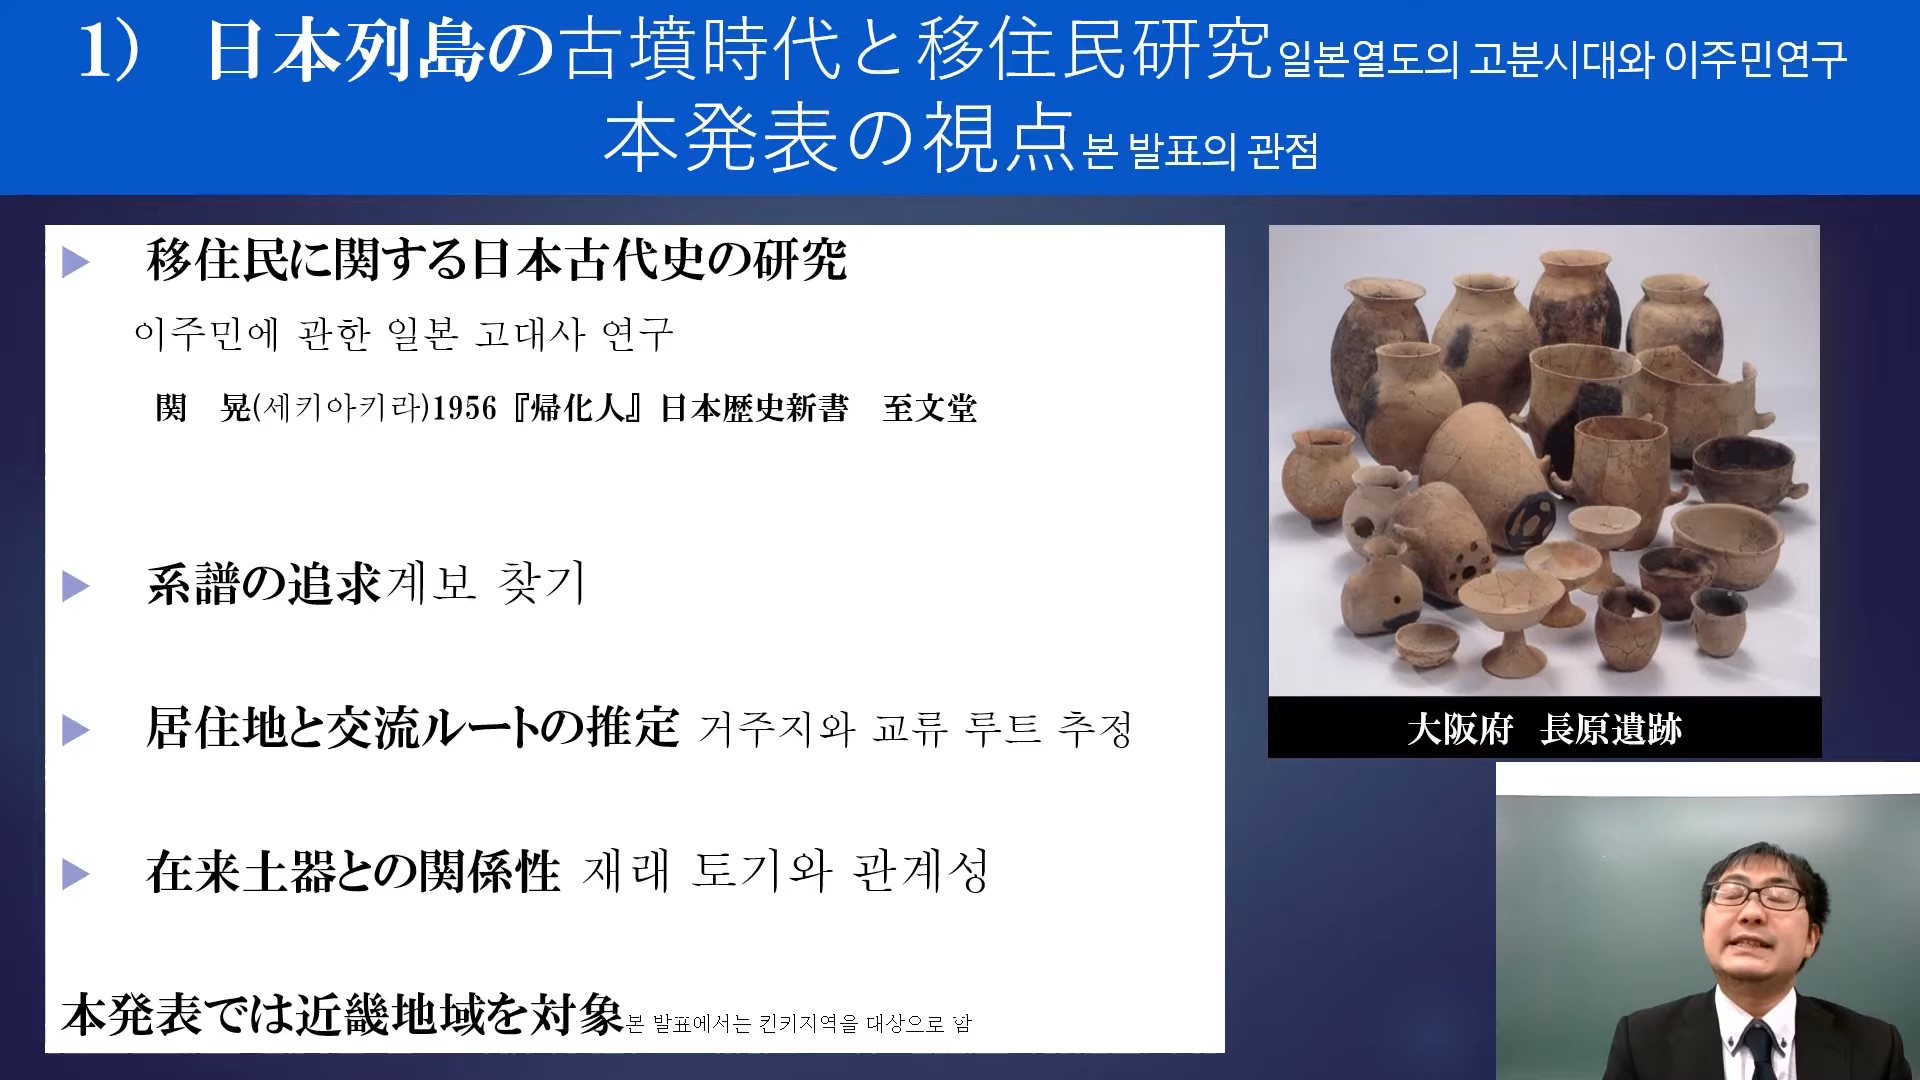 1） 日本列島の古墳時代と移住民研究 일본열도의 고분시대와 이주민연구
本発表の視点 본 발표의 관점
移住民に関する日本古代史の研究
이주민에 관한 일본 고대사 연구
関　晃(세키아키라)1956『帰化人』日本歴史新書　至文堂
系譜の追求계보 찾기
居住地と交流ルートの推定 거주지와 교류 루트 추정
在来土器との関係性 재래 토기와 관계성
本発表では近畿地域を対象본 발표에서는 킨키지역을 대상으로 함
大阪府 長原遺跡